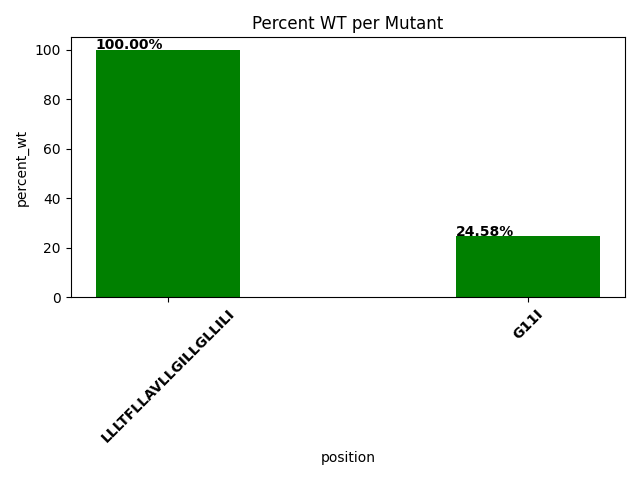 Percent WT per Mutant
percent_wt
100
80
60
40
20
0
100.00%
24.58%
LLLTFLLAVLLGILLGLLILI
G11I
position